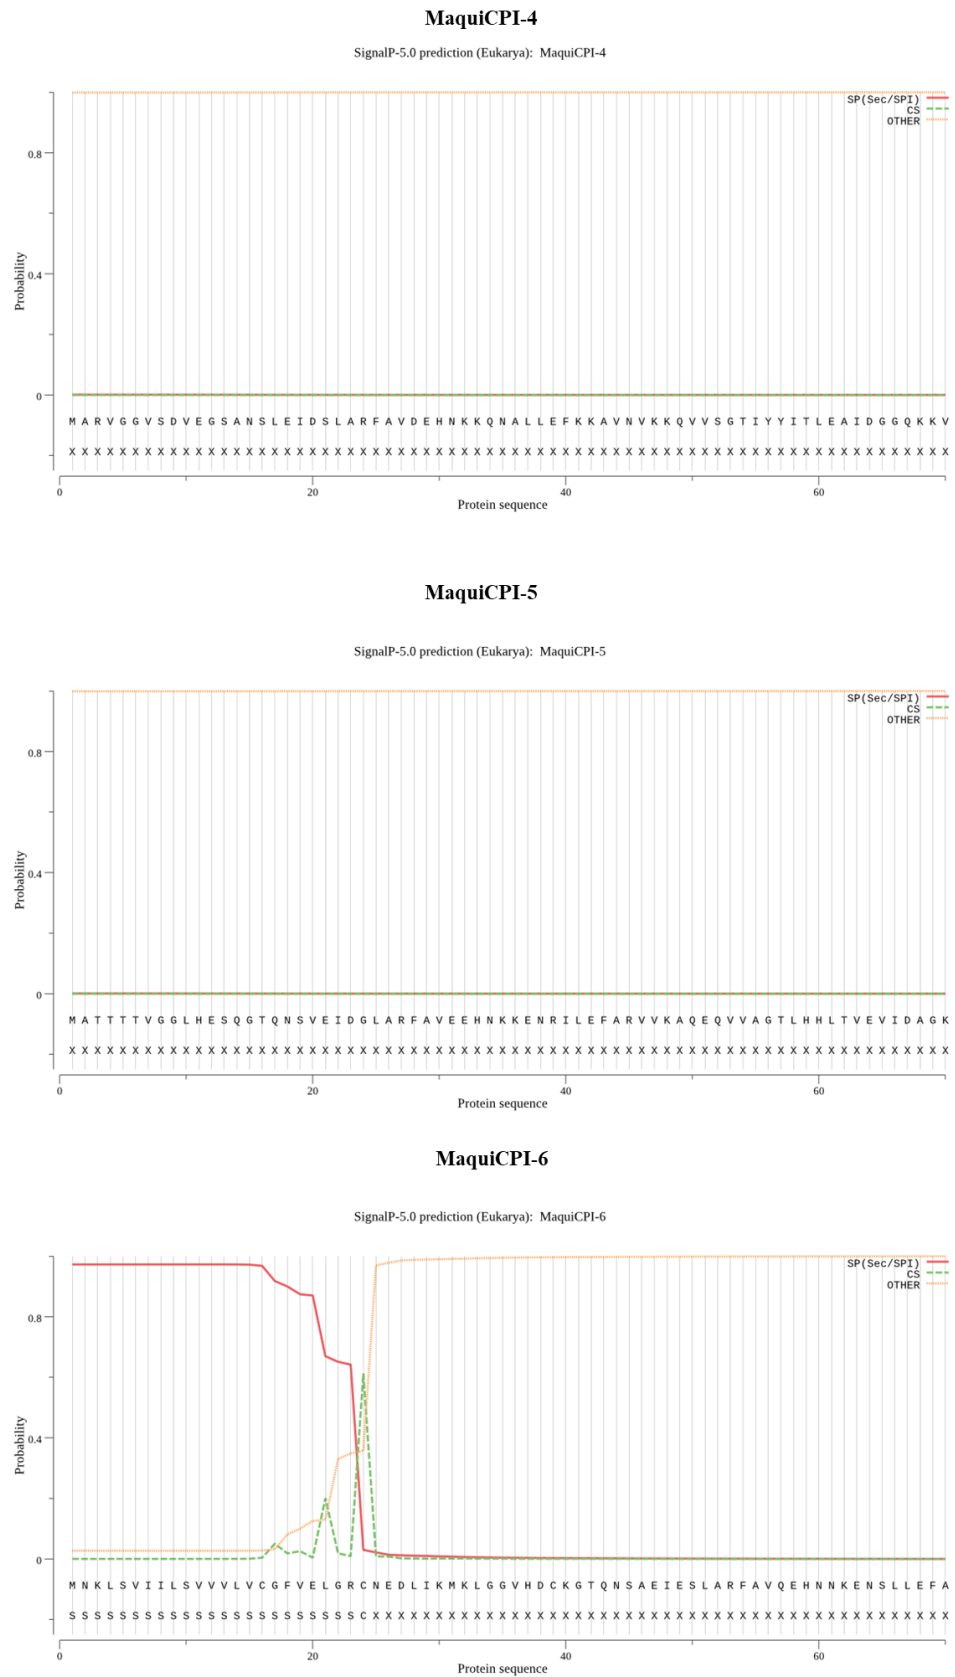 MaquiCPI-4
SignalP-5.0 prediction (Eukarya): MaquiCPI-4
SP(Sec/SPI)
CS
OTHER
0.8
0.4
0
Probability
M A R V G G V S D V E G S A N S L E I D S L A R F A V D E H N K K Q N A L L E F K K A V N V K K Q V V S G T I Y Y I T L E A I D G G Q K K V
X X X X X X X X X X X X X X X X X X X X X X X X X X X X X X X X X X X X X X X X X X X X X X X X X X X X X X X X X X X X X X X X X X X X X X
0 20 40 60
Protein sequence
MaquiCPI-5
SignalP-5.0 prediction (Eukarya): MaquiCPI-5
SP(Sec/SPI)
CS
OTHER
0.8
0.4
0
Probability
M A T T T T V G G L H E S Q G T Q N S V E I D G L A R F A V E E H N K K E N R I L E F A R V V K A Q E Q V V A G T L H H L T V E V I D A G K
X X X X X X X X X X X X X X X X X X X X X X X X X X X X X X X X X X X X X X X X X X X X X X X X X X X X X X X X X X X X X X X X X X X X X X
0 20 40 60
Protein sequence
MaquiCPI-6
SignalP-5.0 prediction (Eukarya): MaquiCPI-6
SP(Sec/SPI)
CS
OTHER
0.8
0.4
0
Probability
M N K L S V I I L S V V V L V C G F V E L G R C N E D L I K M K L G G V H D C K G T Q N S A E I E S L A R F A V Q E H N N K E N S L L E F A
S S S S S S S S S S S S S S S S S S S S S S S C X X X X X X X X X X X X X X X X X X X X X X X X X X X X X X X X X X X X X X X X X X X X X X
0 20 40 60
Protein sequence